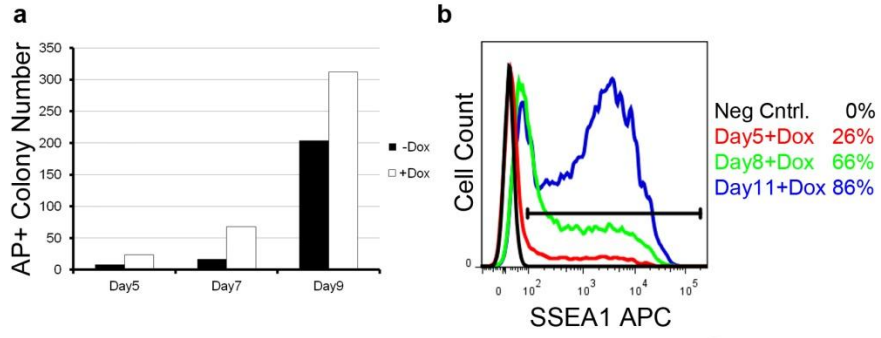 a
AP+ Colony Number
350
300
250
200
150
100
50
0
Day5
Day7
Day9
-Dox
+Dox
b
Cell Count
0
0
10²
10³
10⁴
10⁵
SSEA1 APC
Neg Cntrl. 0%
Day5+Dox 26%
Day8+Dox 66%
Day11+Dox 86%